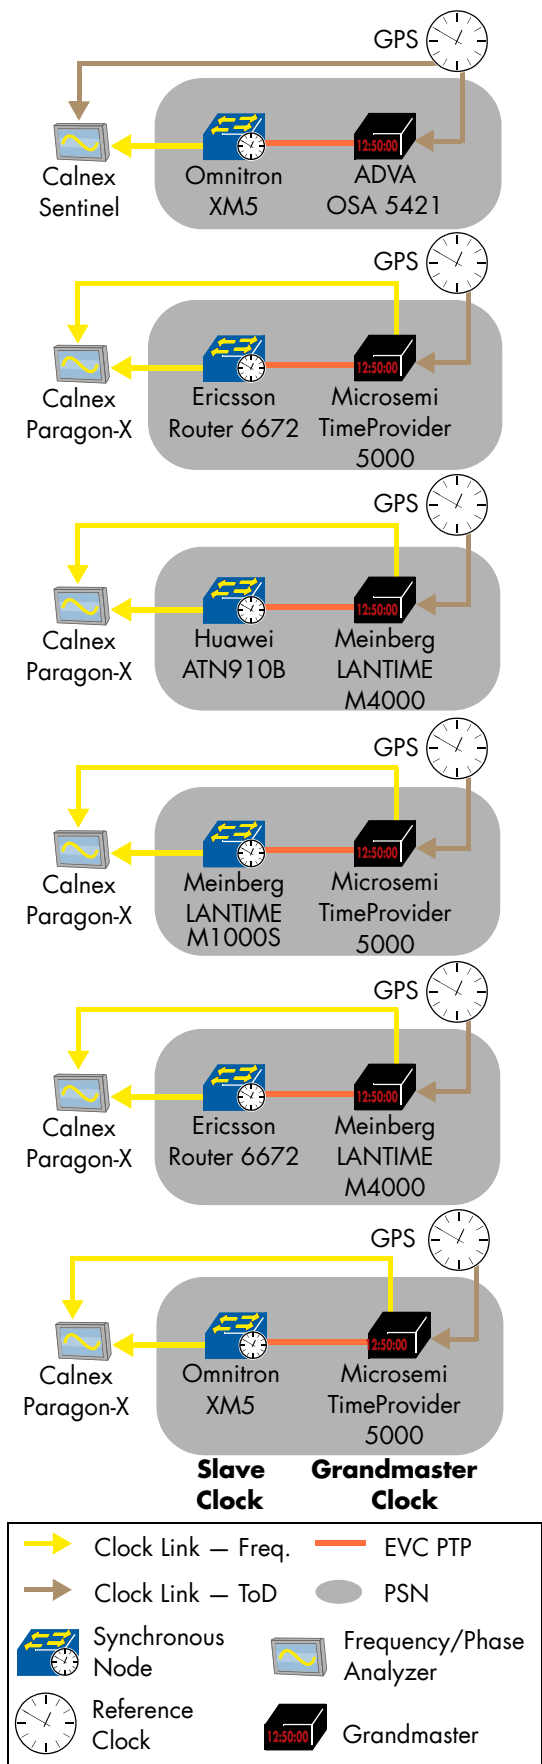 GPS
12:50:00
Calnex
Sentinel
Omnitron
XM5
ADVA
OSA 5421
GPS
12:50:00
Calnex
Paragon-X
Ericsson
Router 6672
Microsemi
TimeProvider
5000
GPS
12:50:00
Calnex
Paragon-X
Huawei
ATN910B
Meinberg
LANTIME
M4000
GPS
12:50:00
Calnex
Paragon-X
Meinberg
LANTIME
M1000S
Microsemi
TimeProvider
5000
GPS
12:50:00
Calnex
Paragon-X
Ericsson
Router 6672
Meinberg
LANTIME
M4000
GPS
12:50:00
Calnex
Paragon-X
Omnitron
XM5
Microsemi
TimeProvider
5000
Slave
Clock
Grandmaster
Clock
Clock Link — Freq.
EVC PTP
Clock Link — ToD
PSN
Synchronous
Node
Frequency/Phase
Analyzer
Reference
Clock
12:50:00
Grandmaster